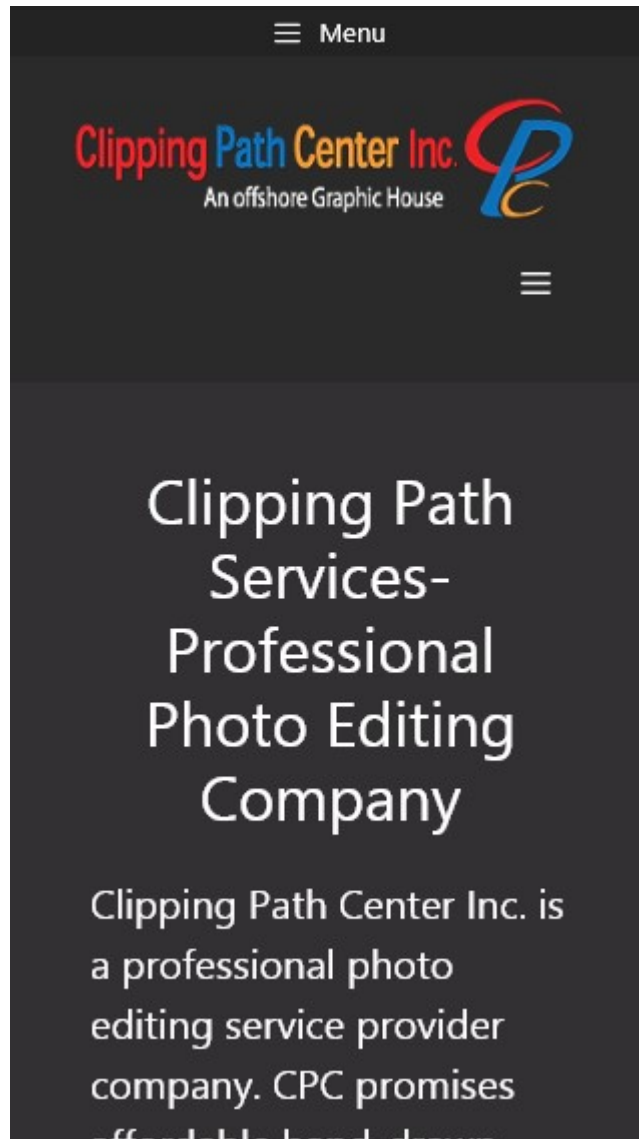 Menu
Clipping Path Center Inc.
An offshore Graphic House
CPC
Clipping Path
Services-
Professional
Photo Editing
Company
Clipping Path Center Inc. is
a professional photo
editing service provider
company. CPC promises